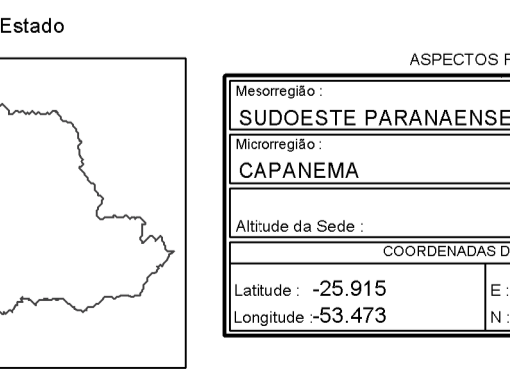 Estado
ASPECTOS F
Mesorregião :
SUDOESTE PARANAENSE
Microrregião :
CAPANEMA
Altitude da Sede :
COORDENADAS D
Latitude : -25.915 E :
Longitude :-53.473 N :